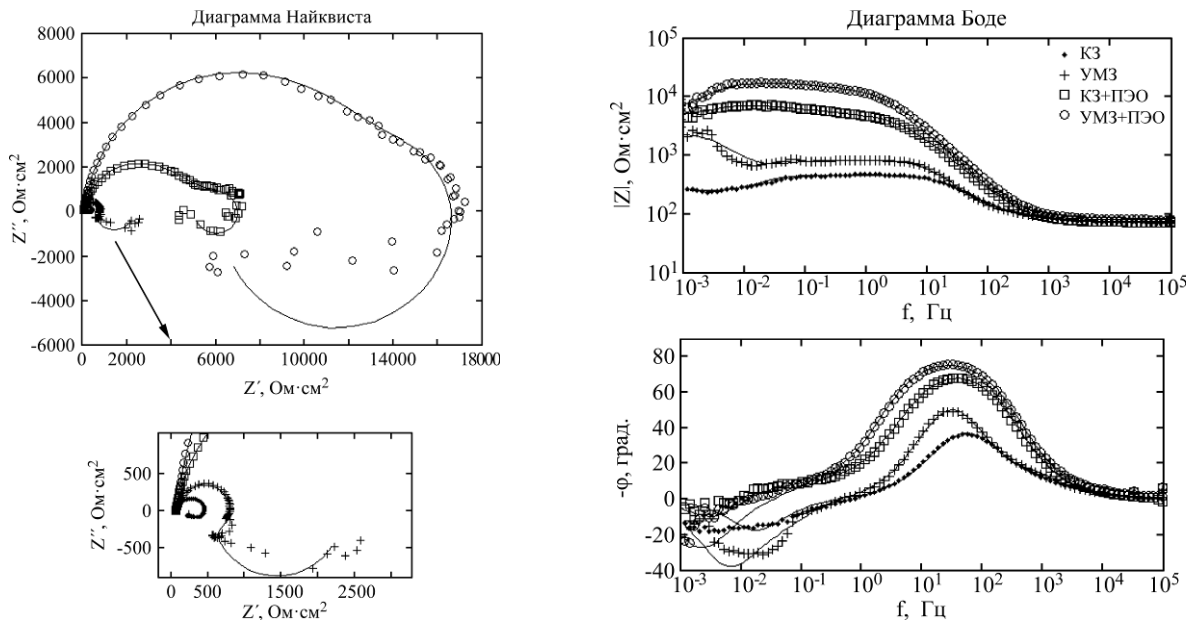 Диаграмма Найквиста
8000
6000
4000
2000
0
-2000
-4000
-6000
Z″, Ом·см²
0 2000 6000 10000 14000 18000
Z′, Ом·см²
500
0
-500
Z″, Ом·см²
0 500 1500 2500
Z′, Ом·см²
Диаграмма Боде
10⁵
10⁴
10³
10²
10¹
|Z|, Ом·см²
КЗ
УМЗ
КЗ+ПЭО
УМЗ+ПЭО
10⁻³ 10⁻² 10⁻¹ 10⁰ 10¹ 10² 10³ 10⁴ 10⁵
f, Гц
80
60
40
20
0
-20
-40
-φ, град.
10⁻³ 10⁻² 10⁻¹ 10⁰ 10¹ 10² 10³ 10⁴ 10⁵
f, Гц